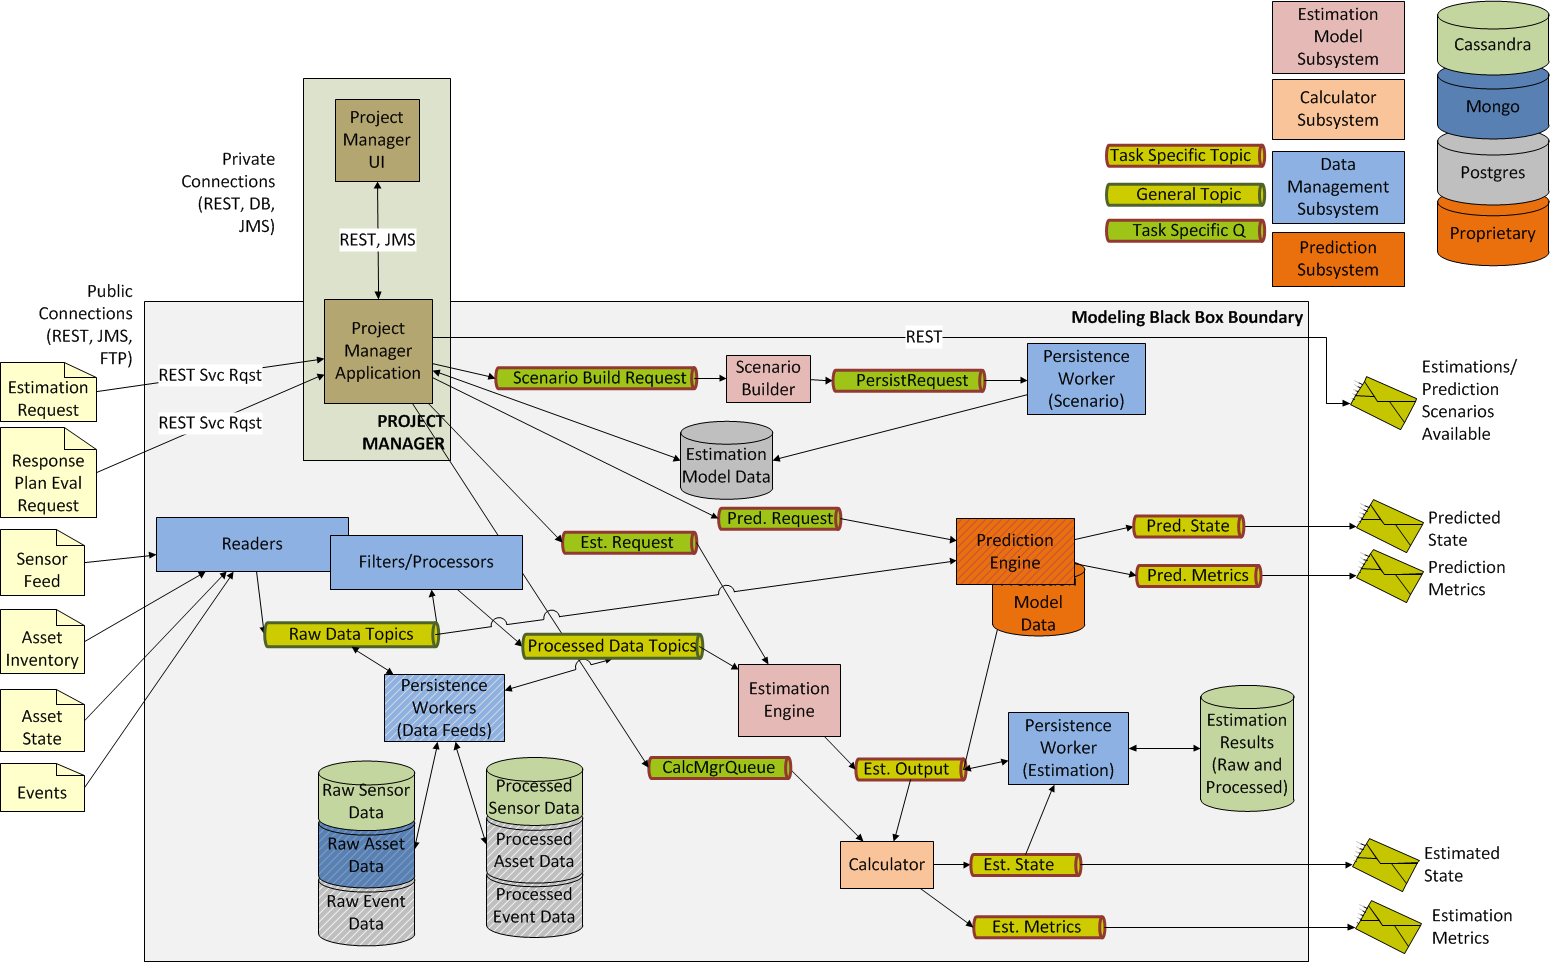 Estimation
Model
Subsystem
Calculator
Subsystem
Data
Management
Subsystem
Prediction
Subsystem
Cassandra
Mongo
Postgres
Proprietary
Task Specific Topic
General Topic
Task Specific Q
Project
Manager
UI
Private
Connections
(REST, DB,
JMS)
REST, JMS
Public
Connections
(REST, JMS,
FTP)
Project
Manager
Application
PROJECT
MANAGER
Modeling Black Box Boundary
REST
REST Svc Rqst
REST Svc Rqst
Estimation
Request
Response
Plan Eval
Request
Sensor
Feed
Asset
Inventory
Asset
State
Events
Scenario Build Request
Scenario
Builder
PersistRequest
Persistence
Worker
(Scenario)
Estimation
Model Data
Estimations/
Prediction
Scenarios
Available
Readers
Filters/Processors
Pred. Request
Est. Request
Prediction
Engine
Model
Data
Pred. State
Pred. Metrics
Predicted
State
Prediction
Metrics
Raw Data Topics
Processed Data Topics
Persistence
Workers
(Data Feeds)
Estimation
Engine
CalcMgrQueue
Est. Output
Persistence
Worker
(Estimation)
Estimation
Results
(Raw and
Processed)
Raw Sensor
Data
Raw Asset
Data
Raw Event
Data
Processed
Sensor Data
Processed
Asset Data
Processed
Event Data
Calculator
Est. State
Est. Metrics
Estimated
State
Estimation
Metrics